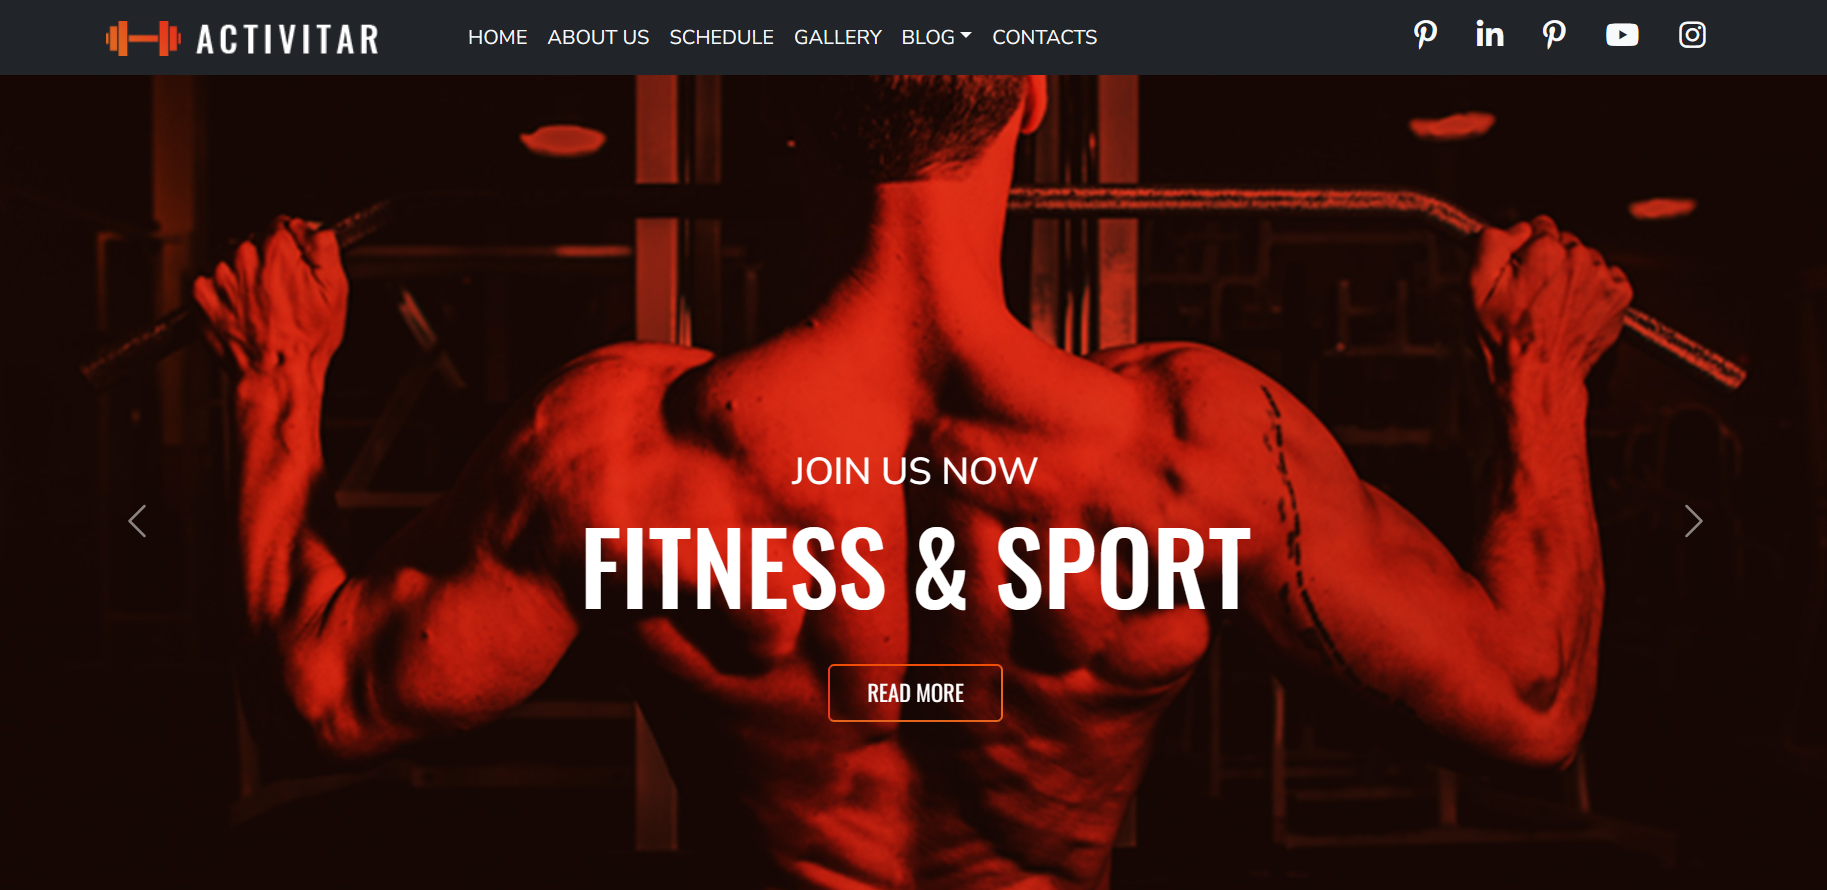 ACTIVITAR
HOME ABOUT US SCHEDULE GALLERY BLOG CONTACTS
JOIN US NOW
FITNESS & SPORT
READ MORE